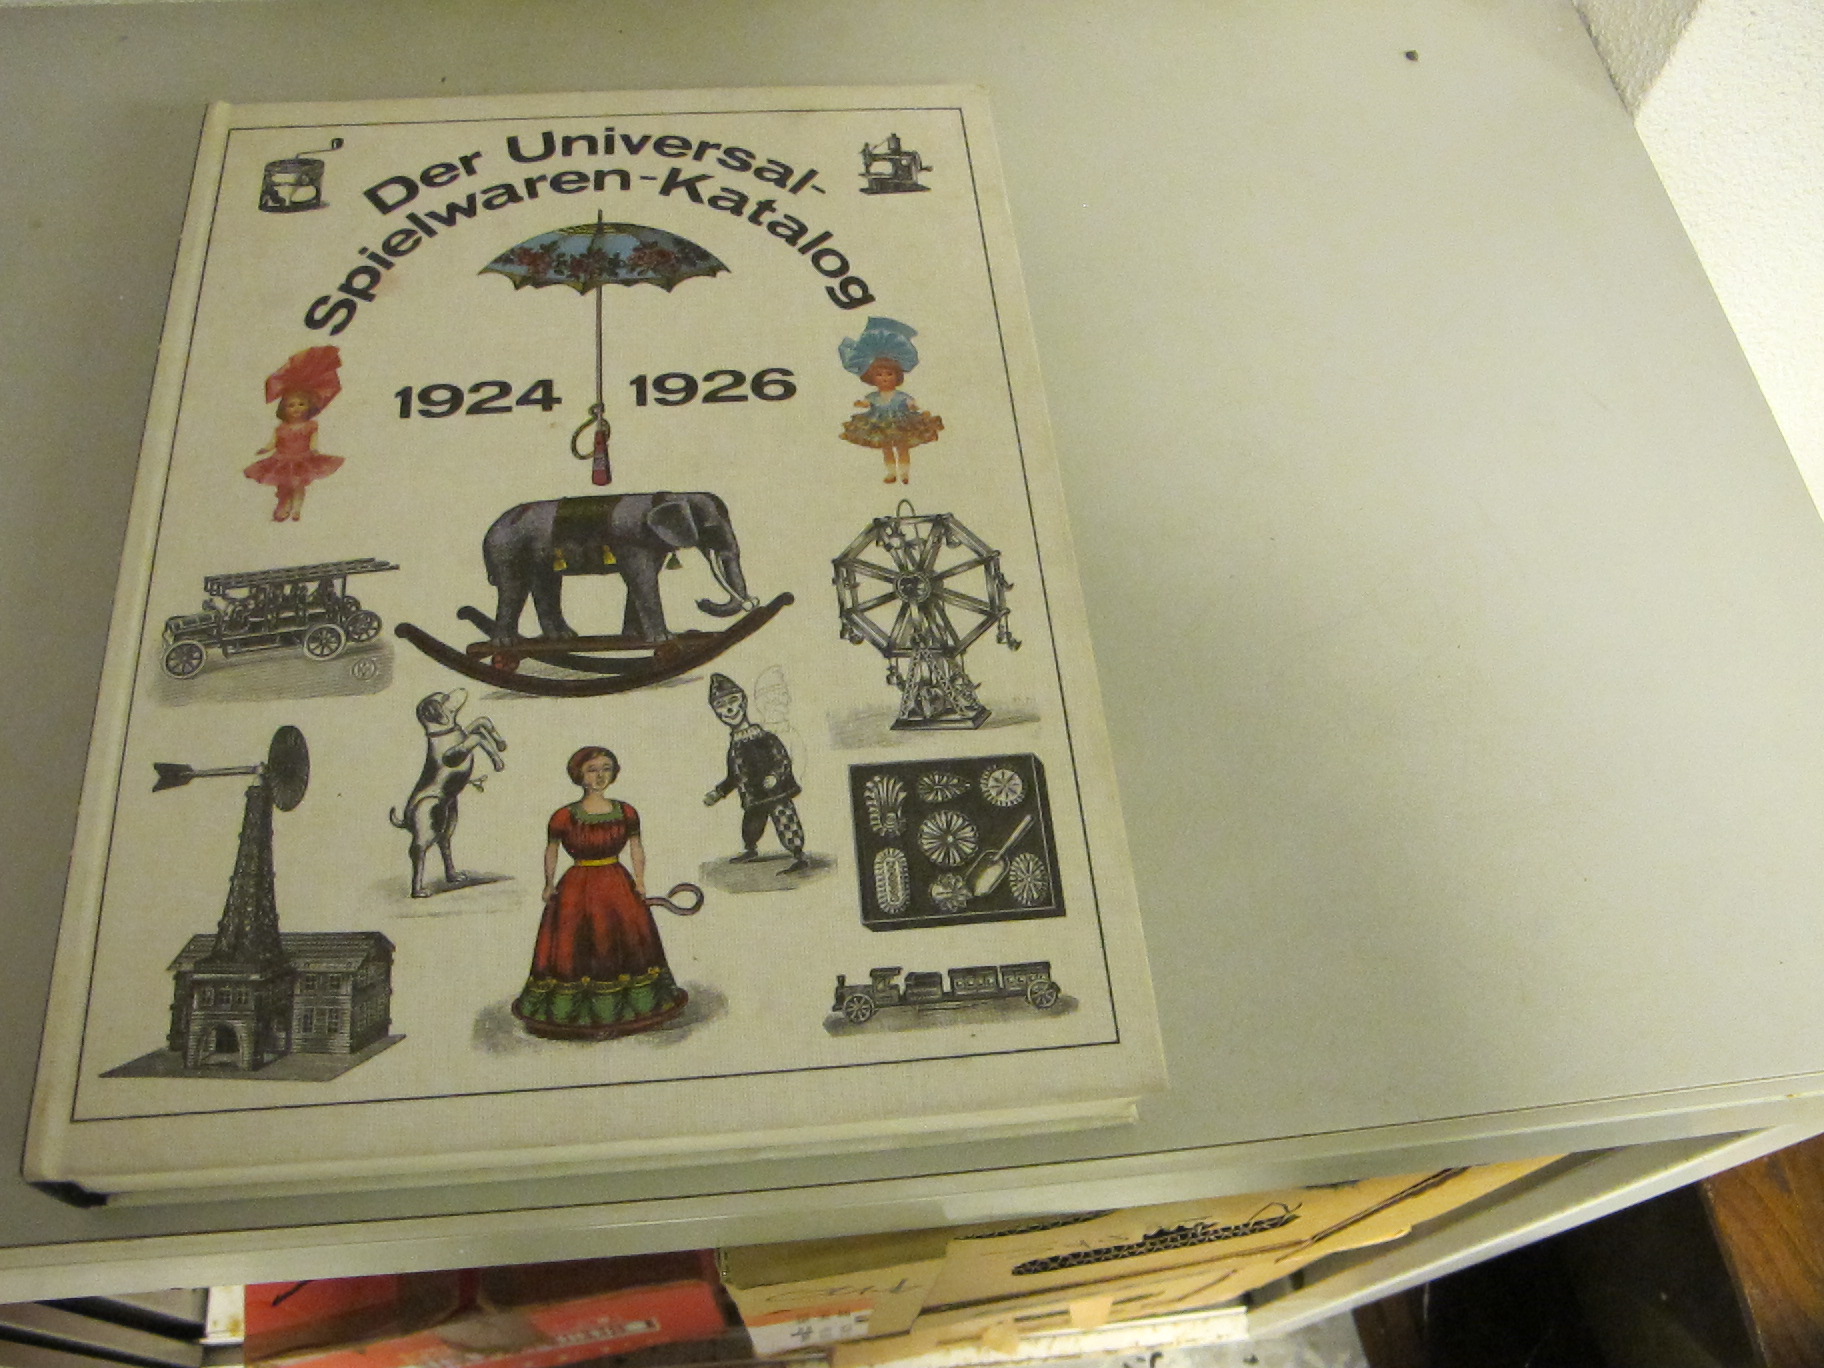 Der Universal-
Spielwaren-Katalog
1924 1926